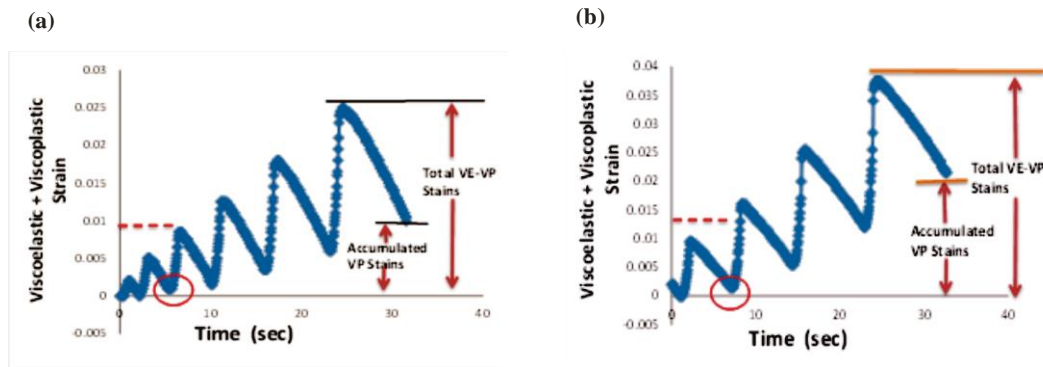 (a)
0.03
0.025
0.02
0.015
0.01
0.005
0
-0.005
0
10
20
30
40
Viscoelastic + Viscoplastic
Strain
Time (sec)
Total VE-VP
Stains
Accumulated
VP Stains
(b)
0.04
0.035
0.03
0.025
0.02
0.015
0.01
0.005
0
-0.005
0
10
20
30
40
Viscoelastic + Viscoplastic
Strain
Time (sec)
Total VE-VP
Stains
Accumulated
VP Stains